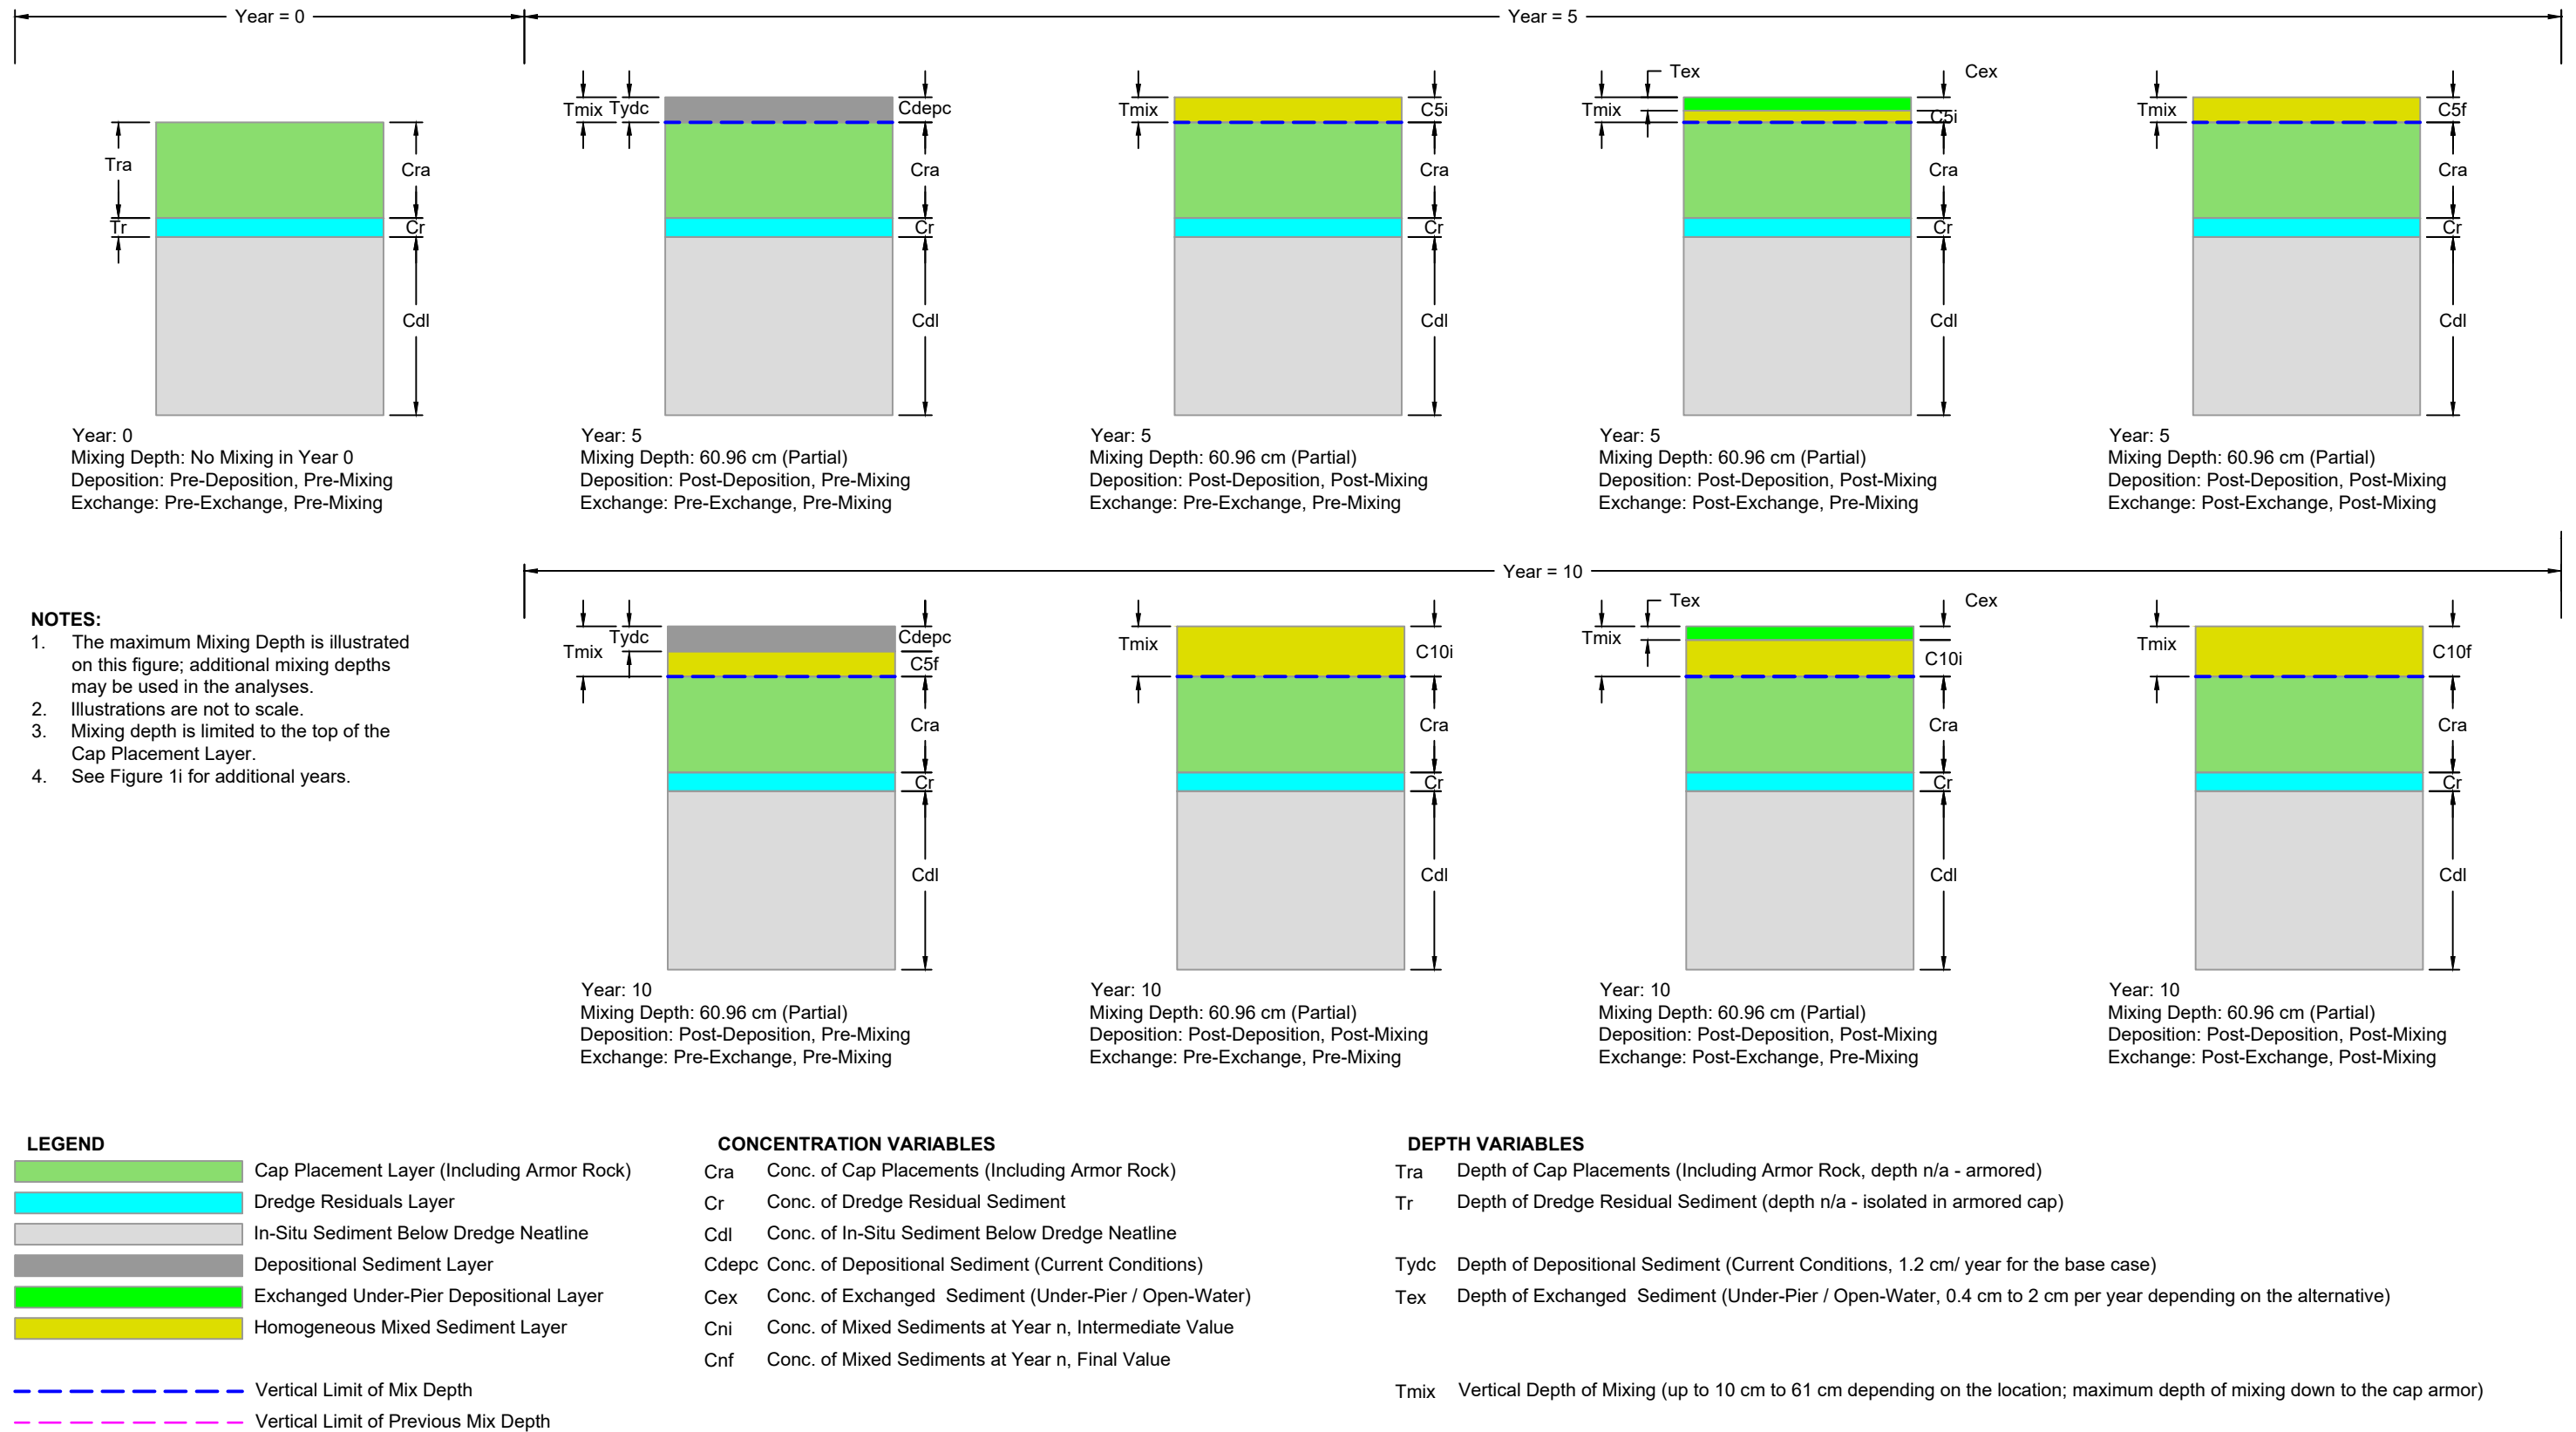 Year = 0
Year = 5
Tra
Cra
Tr
Cr
Cdl
Tmix
Tydc
Cdepc
Cra
Cr
Cdl
Tmix
C5i
Cra
Cr
Cdl
Tex
Cex
Tmix
C5i
Cra
Cr
Cdl
Tmix
C5f
Cra
Cr
Cdl
Year: 0
Mixing Depth: No Mixing in Year 0
Deposition: Pre-Deposition, Pre-Mixing
Exchange: Pre-Exchange, Pre-Mixing
Year: 5
Mixing Depth: 60.96 cm (Partial)
Deposition: Post-Deposition, Pre-Mixing
Exchange: Pre-Exchange, Pre-Mixing
Year: 5
Mixing Depth: 60.96 cm (Partial)
Deposition: Post-Deposition, Post-Mixing
Exchange: Pre-Exchange, Pre-Mixing
Year: 5
Mixing Depth: 60.96 cm (Partial)
Deposition: Post-Deposition, Post-Mixing
Exchange: Post-Exchange, Pre-Mixing
Year: 5
Mixing Depth: 60.96 cm (Partial)
Deposition: Post-Deposition, Post-Mixing
Exchange: Post-Exchange, Post-Mixing
Year = 10
NOTES:
1. The maximum Mixing Depth is illustrated
on this figure; additional mixing depths
may be used in the analyses.
2. Illustrations are not to scale.
3. Mixing depth is limited to the top of the
Cap Placement Layer.
4. See Figure 1i for additional years.
Tmix
Tydc
Cdepc
C5f
Cra
Cr
Cdl
Tmix
C10i
Cra
Cr
Cdl
Tex
Cex
Tmix
C10i
Cra
Cr
Cdl
Tmix
C10f
Cra
Cr
Cdl
Year: 10
Mixing Depth: 60.96 cm (Partial)
Deposition: Post-Deposition, Pre-Mixing
Exchange: Pre-Exchange, Pre-Mixing
Year: 10
Mixing Depth: 60.96 cm (Partial)
Deposition: Post-Deposition, Post-Mixing
Exchange: Pre-Exchange, Pre-Mixing
Year: 10
Mixing Depth: 60.96 cm (Partial)
Deposition: Post-Deposition, Post-Mixing
Exchange: Post-Exchange, Pre-Mixing
Year: 10
Mixing Depth: 60.96 cm (Partial)
Deposition: Post-Deposition, Post-Mixing
Exchange: Post-Exchange, Post-Mixing
LEGEND
Cap Placement Layer (Including Armor Rock)
Dredge Residuals Layer
In-Situ Sediment Below Dredge Neatline
Depositional Sediment Layer
Exchanged Under-Pier Depositional Layer
Homogeneous Mixed Sediment Layer
Vertical Limit of Mix Depth
Vertical Limit of Previous Mix Depth
CONCENTRATION VARIABLES
Cra Conc. of Cap Placements (Including Armor Rock)
Cr Conc. of Dredge Residual Sediment
Cdl Conc. of In-Situ Sediment Below Dredge Neatline
Cdepc Conc. of Depositional Sediment (Current Conditions)
Cex Conc. of Exchanged Sediment (Under-Pier / Open-Water)
Cni Conc. of Mixed Sediments at Year n, Intermediate Value
Cnf Conc. of Mixed Sediments at Year n, Final Value
DEPTH VARIABLES
Tra Depth of Cap Placements (Including Armor Rock, depth n/a - armored)
Tr Depth of Dredge Residual Sediment (depth n/a - isolated in armored cap)
Tydc Depth of Depositional Sediment (Current Conditions, 1.2 cm/ year for the base case)
Tex Depth of Exchanged Sediment (Under-Pier / Open-Water, 0.4 cm to 2 cm per year depending on the alternative)
Tmix Vertical Depth of Mixing (up to 10 cm to 61 cm depending on the location; maximum depth of mixing down to the cap armor)